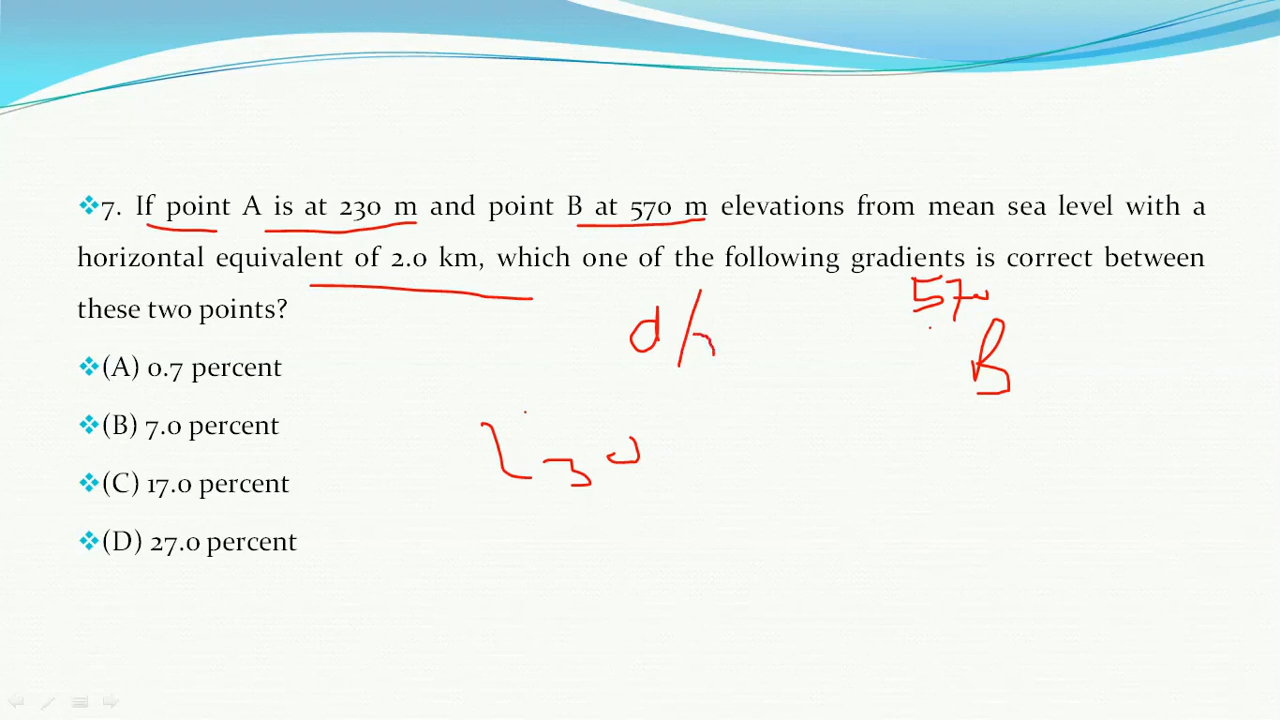 ❖7. If point A is at 230 m and point B at 570 m elevations from mean sea level with a
horizontal equivalent of 2.0 km, which one of the following gradients is correct between
these two points?
570
d/h
B
❖(A) 0.7 percent
❖(B) 7.0 percent
230
❖(C) 17.0 percent
❖(D) 27.0 percent